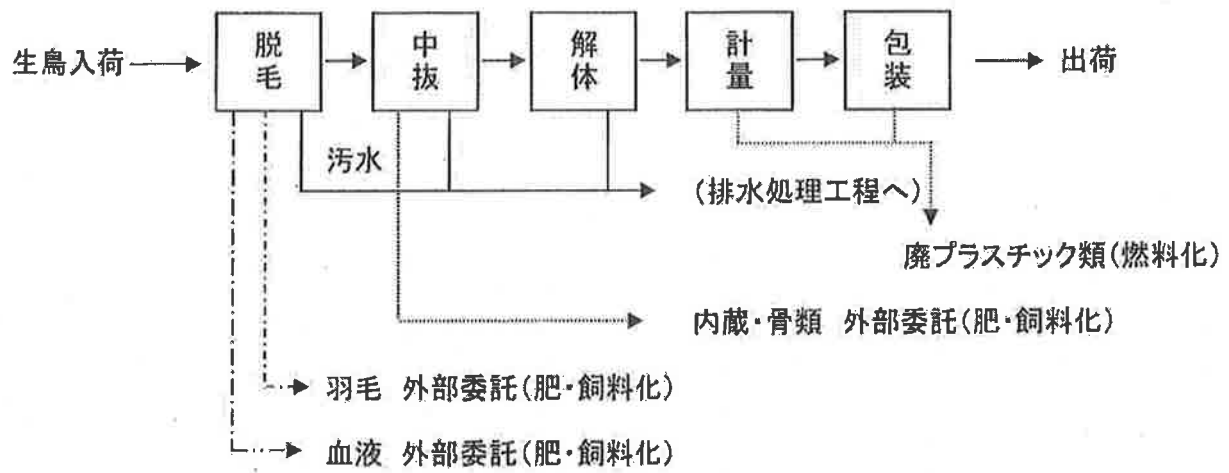 生鳥入荷
脱毛
中抜
解体
計量
包装
出荷
汚水
(排水処理工程へ)
廃プラスチック類(燃料化)
内蔵・骨類 外部委託(肥・飼料化)
羽毛 外部委託(肥・飼料化)
血液 外部委託(肥・飼料化)